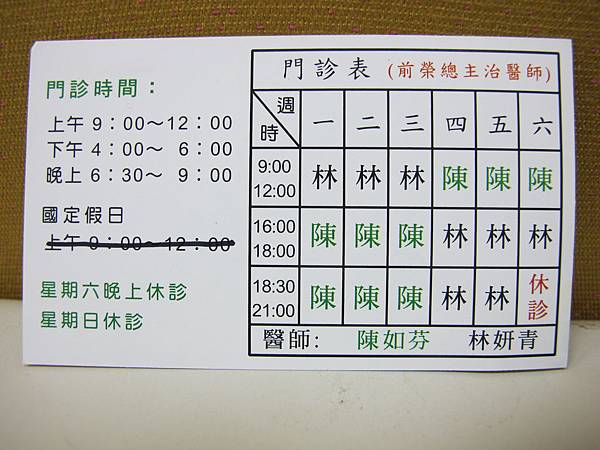 門診時間：
上午 9：00～12：00
下午 4：00～ 6：00
晚上 6：30～ 9：00
國定假日
上午 9：00～12：00
星期六晚上休診
星期日休診
門診表 (前榮總主治醫師)
週 時 一 二 三 四 五 六
9:00 12:00 林 林 林 陳 陳 陳
16:00 18:00 陳 陳 陳 林 林 林
18:30 21:00 陳 陳 陳 林 林 休診
醫師: 陳如芬 林妍青